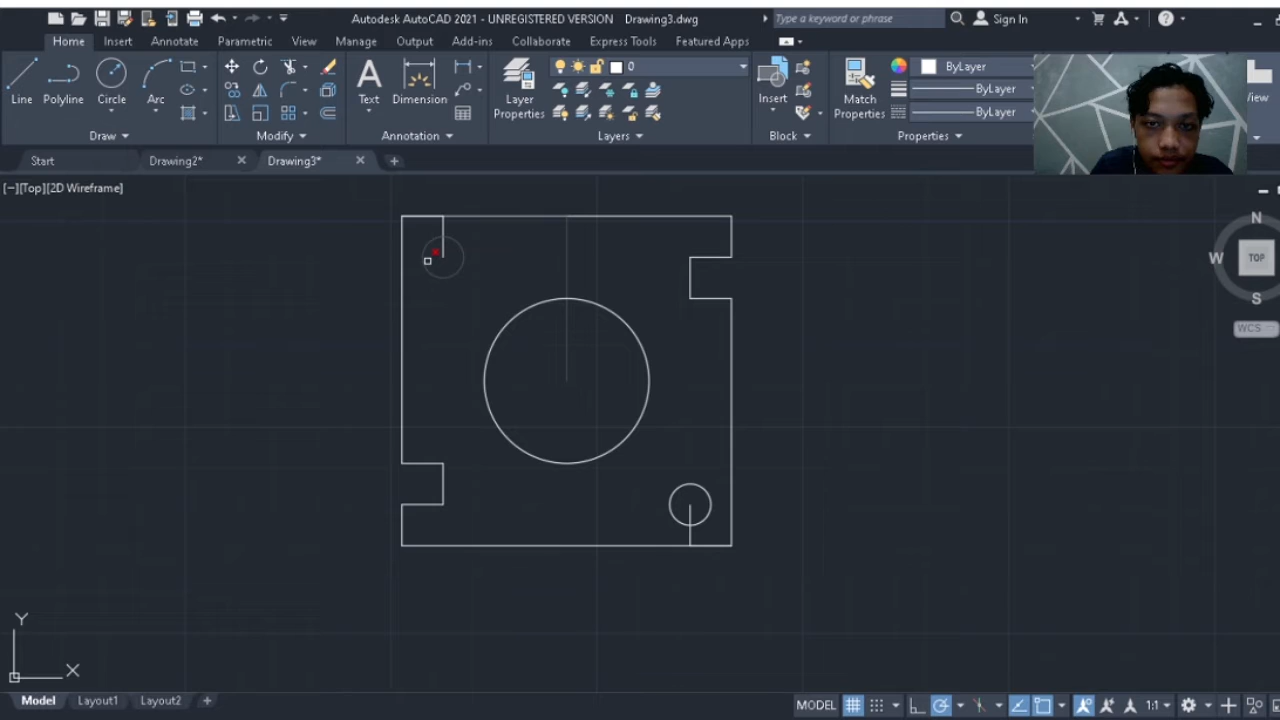 Autodesk AutoCAD 2021 - UNREGISTERED VERSION Drawing3.dwg
Type a keyword or phrase
Sign In
Home Insert Annotate Parametric View Manage Output Add-ins Collaborate Express Tools Featured Apps
0
ByLayer
ByLayer
ByLayer
Line Polyline Circle Arc
Text Dimension
Layer Properties
Insert
Match Properties
View
Draw Modify Annotation Layers Block Properties
Start Drawing2* Drawing3*
[−][Top][2D Wireframe]
N
W TOP
S
WCS
Y
X
Model Layout1 Layout2
MODEL 1:1